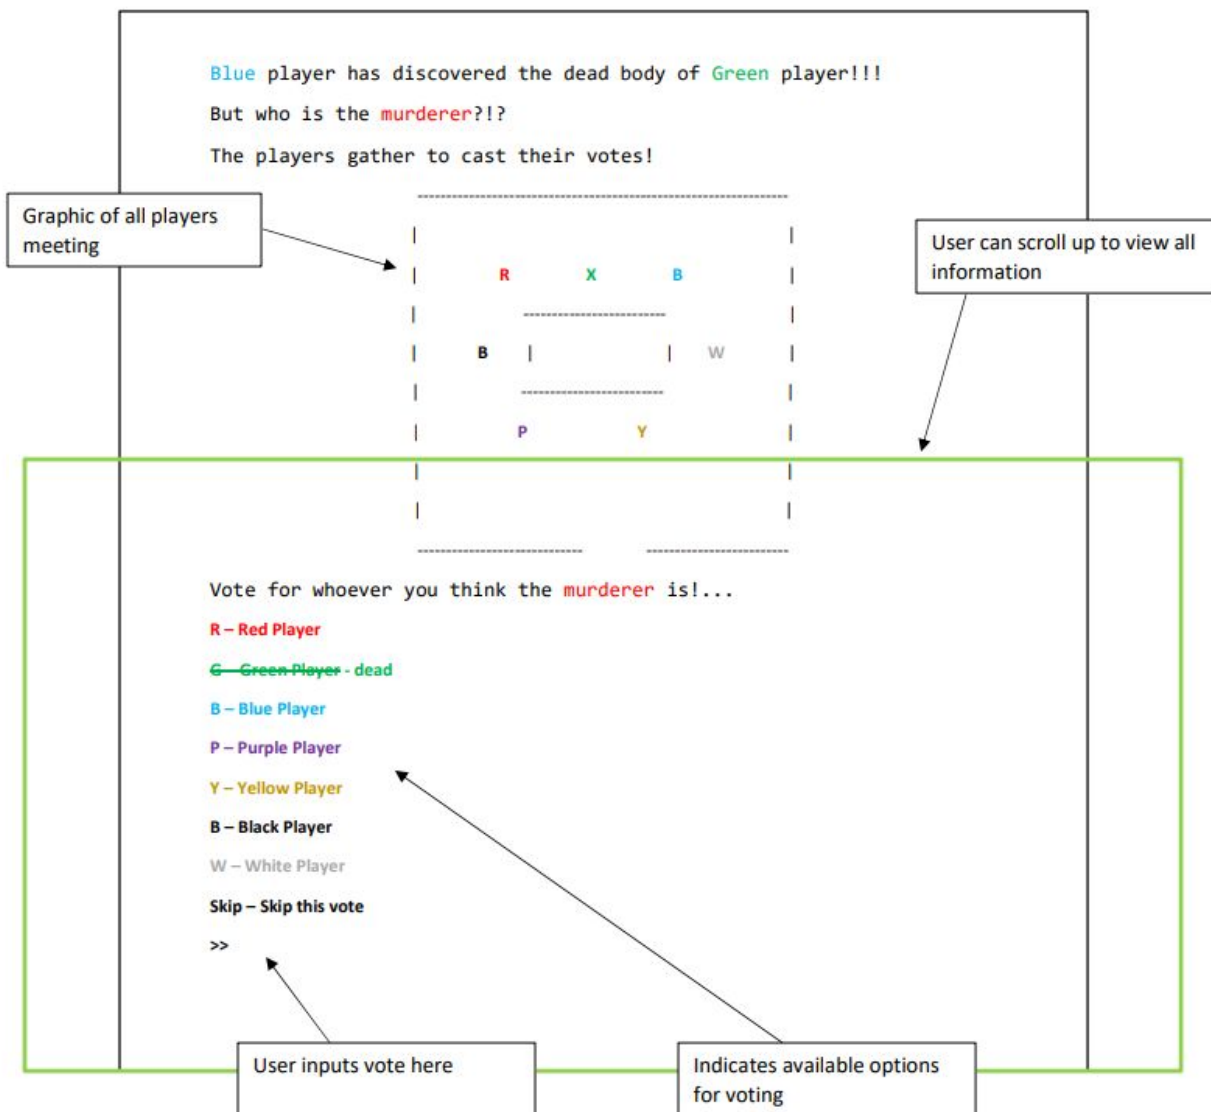 Blue player has discovered the dead body of Green player!!!
But who is the murderer?!?
The players gather to cast their votes!
Graphic of all players
meeting
User can scroll up to view all
information
R X B
B W
P Y
Vote for whoever you think the murderer is!...
R – Red Player
G – Green Player - dead
B – Blue Player
P – Purple Player
Y – Yellow Player
B – Black Player
W – White Player
Skip – Skip this vote
>>
User inputs vote here
Indicates available options
for voting